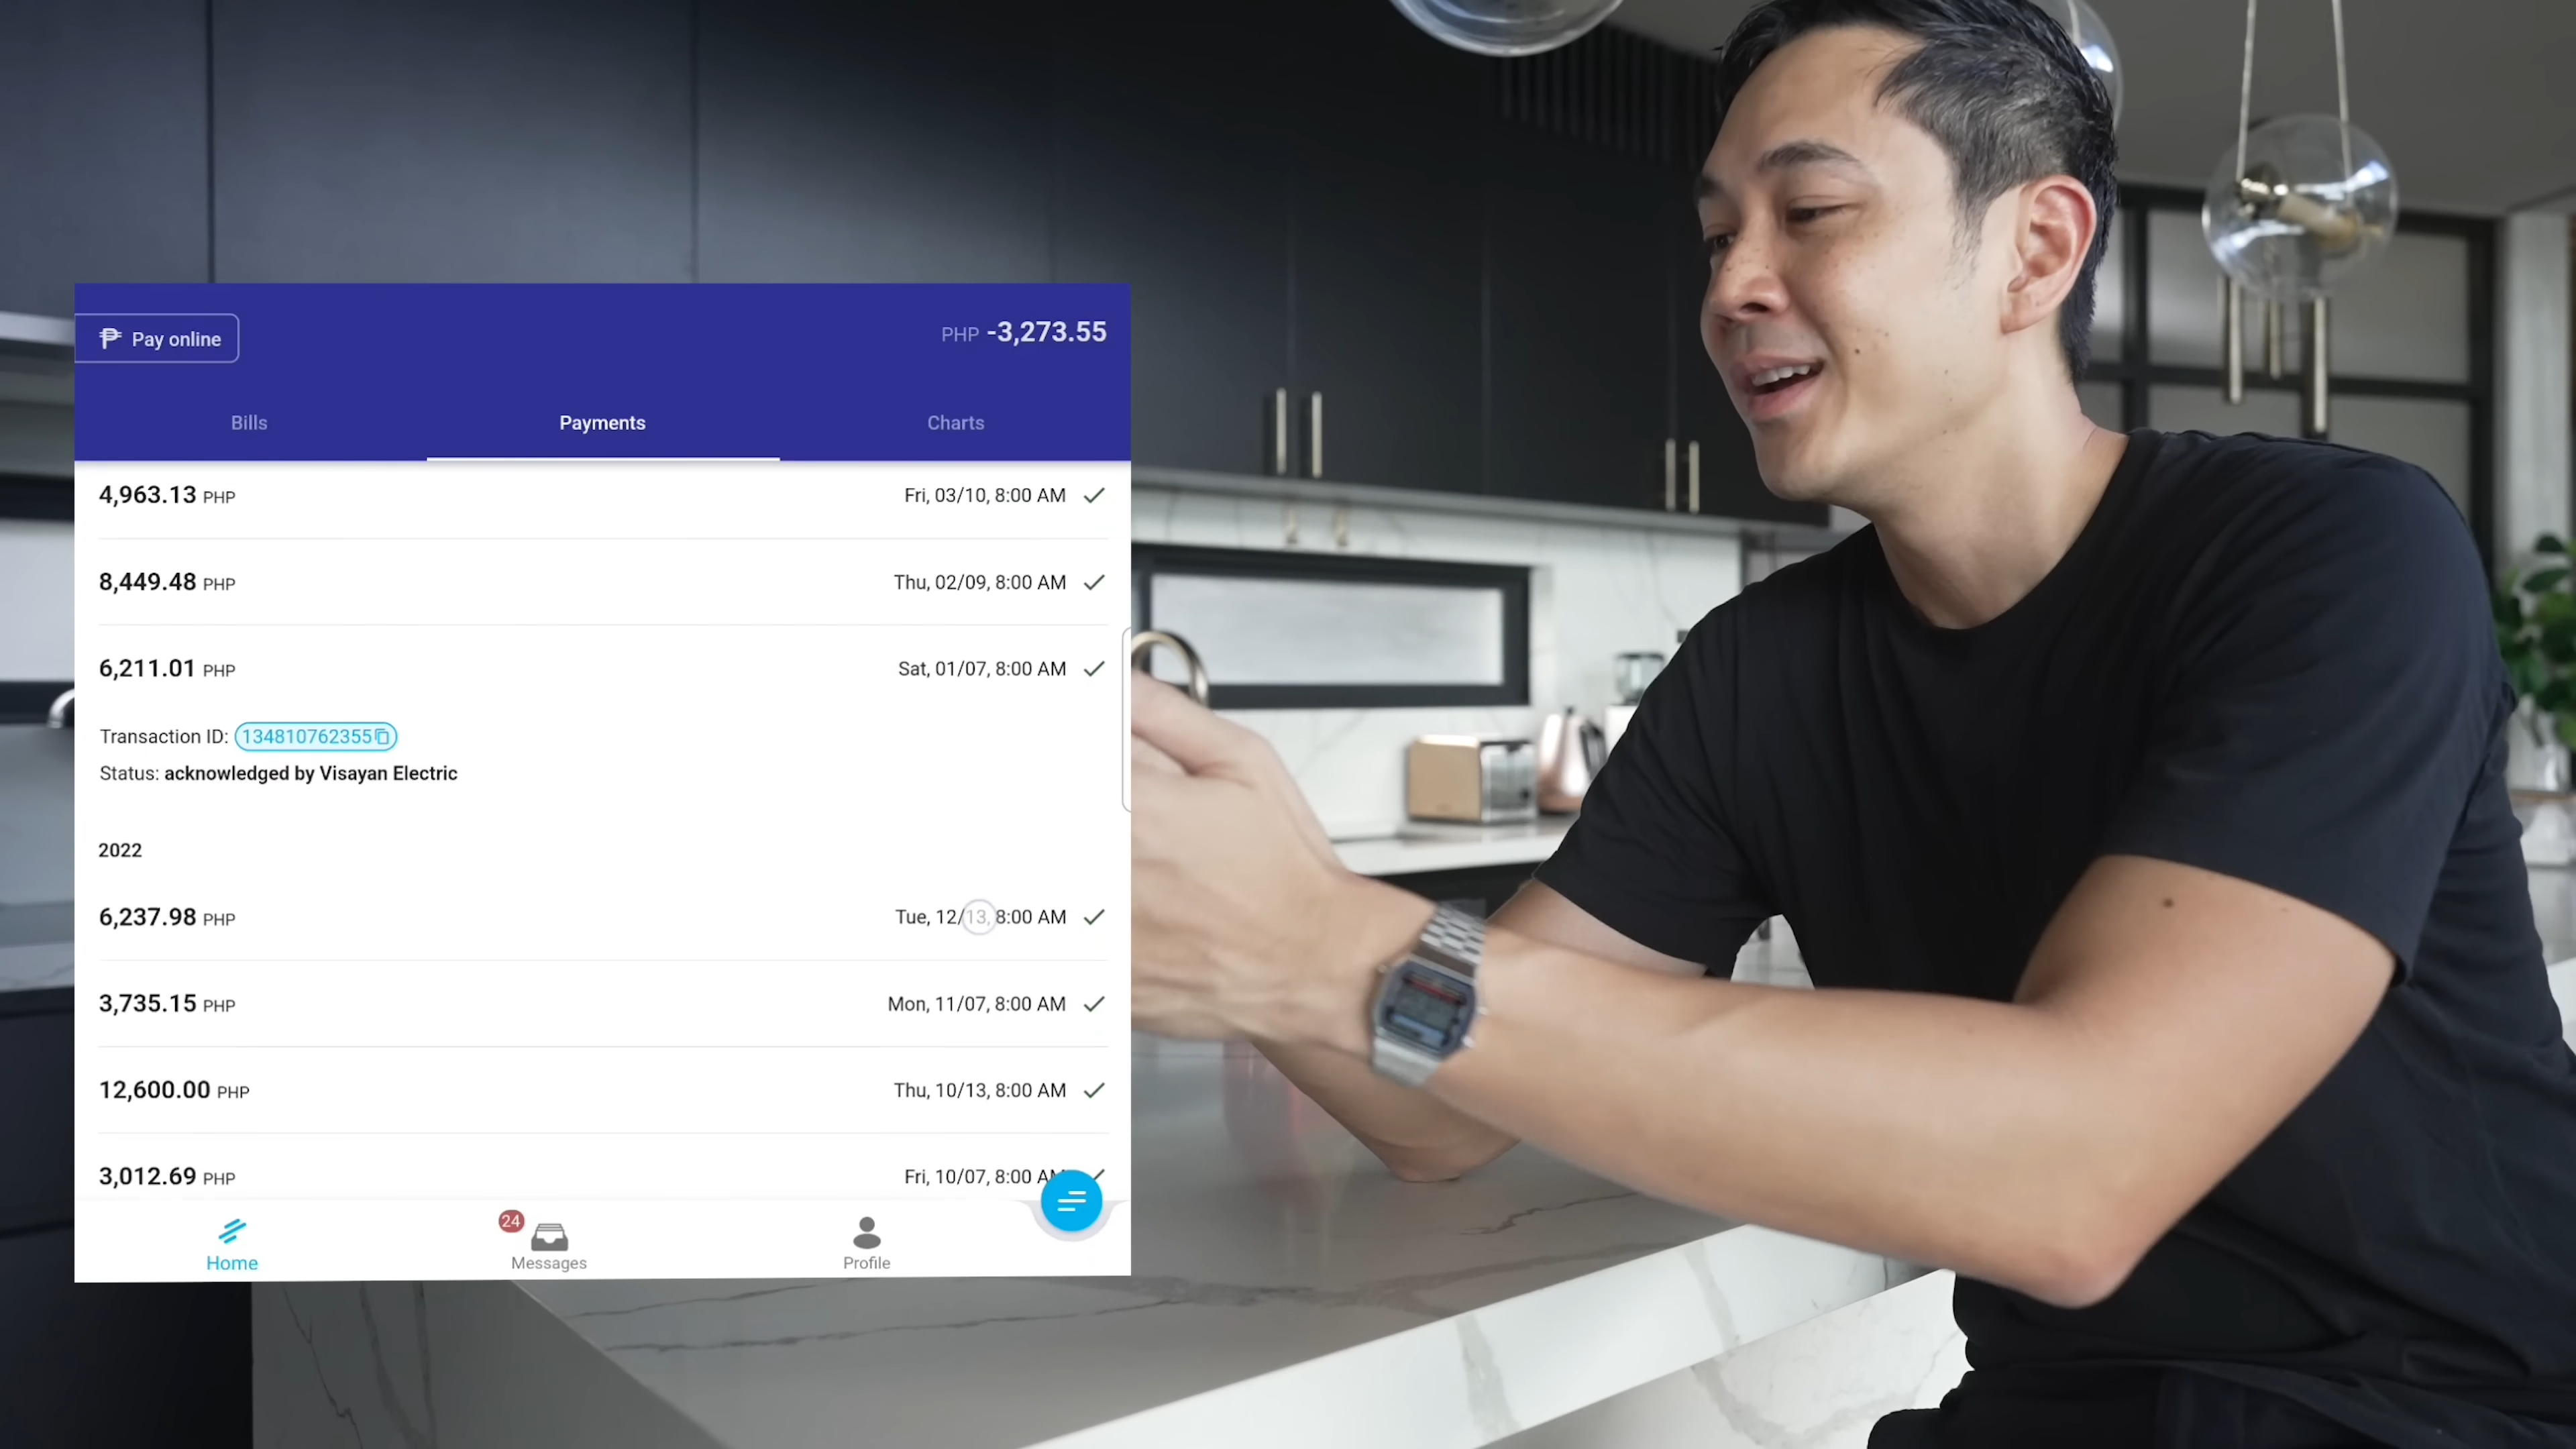 Pay online
PHP -3,273.55
Bills Payments Charts
4,963.13 PHP Fri, 03/10, 8:00 AM
8,449.48 PHP Thu, 02/09, 8:00 AM
6,211.01 PHP Sat, 01/07, 8:00 AM
Transaction ID: 134810762355
Status: acknowledged by Visayan Electric
2022
6,237.98 PHP Tue, 12/13, 8:00 AM
3,735.15 PHP Mon, 11/07, 8:00 AM
12,600.00 PHP Thu, 10/13, 8:00 AM
3,012.69 PHP Fri, 10/07, 8:00 AM
24
Home Messages Profile